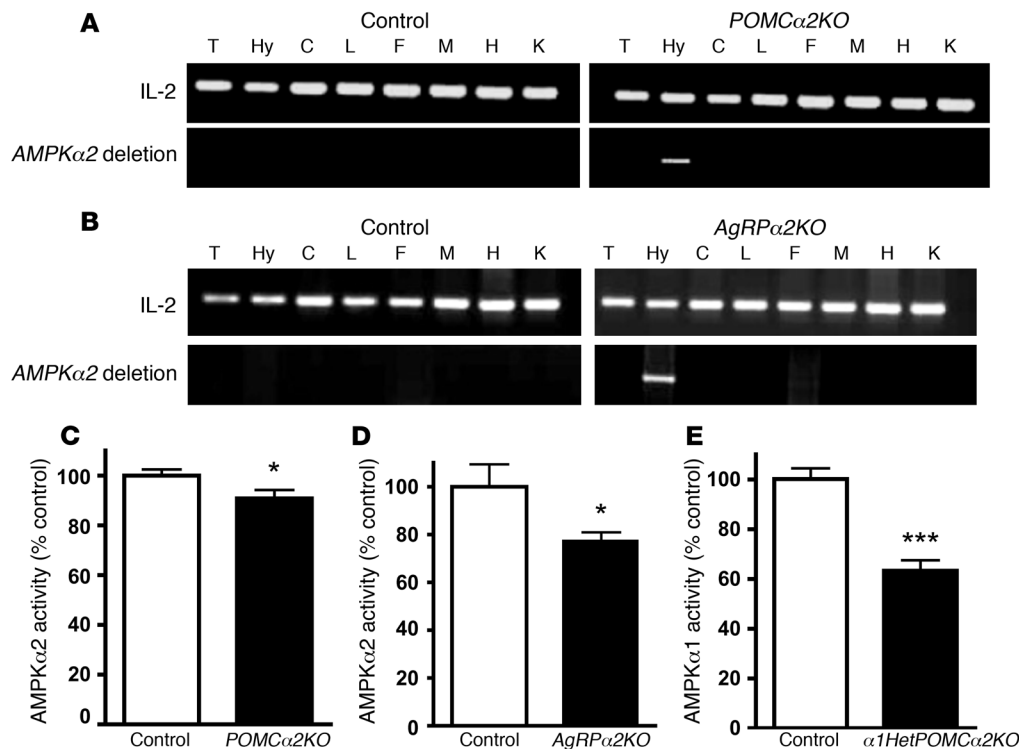 A
Control
POMCα2KO
T Hy C L F M H K
T Hy C L F M H K
IL-2
AMPKα2 deletion
B
Control
AgRPα2KO
T Hy C L F M H K
T Hy C L F M H K
IL-2
AMPKα2 deletion
C
AMPKα2 activity (% control)
100
80
60
40
20
0
*
Control
POMCα2KO
D
AMPKα2 activity (% control)
100
80
60
40
20
0
*
Control
AgRPα2KO
E
AMPKα1 activity (% control)
100
80
60
40
20
0
***
Control
α1HetPOMCα2KO